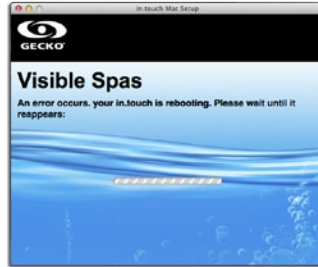 in.touch Mac Setup
GECKO
Visible Spas
An error occurs. your in.touch is rebooting. Please wait until it
reappears: